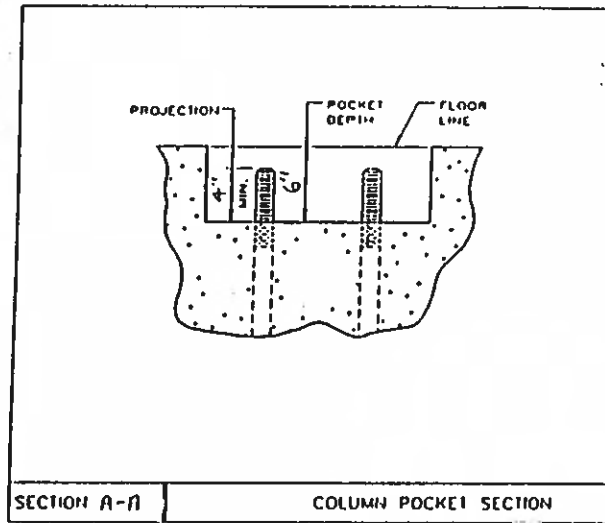 PROJECTION
POCKET
DEPTH
FLOOR
LINE
4"
MIN.
6"
SECTION A-A
COLUMN POCKET SECTION